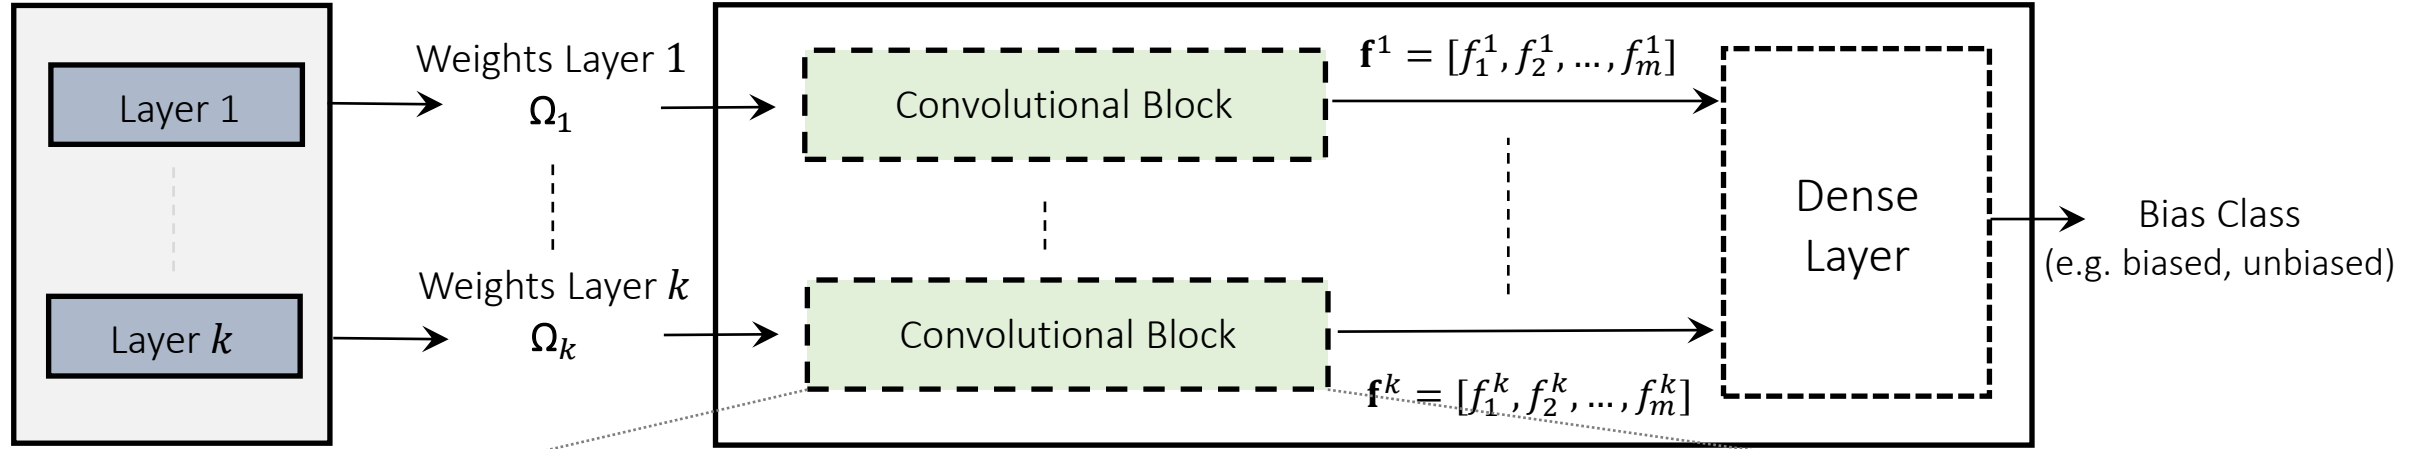 Layer 1
Layer k
Weights Layer 1
Ω₁
Weights Layer k
Ωₖ
Convolutional Block
Convolutional Block
𝐟¹ = [f₁¹, f₂¹, ..., fₘ¹]
𝐟ᵏ = [f₁ᵏ, f₂ᵏ, ..., fₘᵏ]
Dense
Layer
Bias Class
(e.g. biased, unbiased)